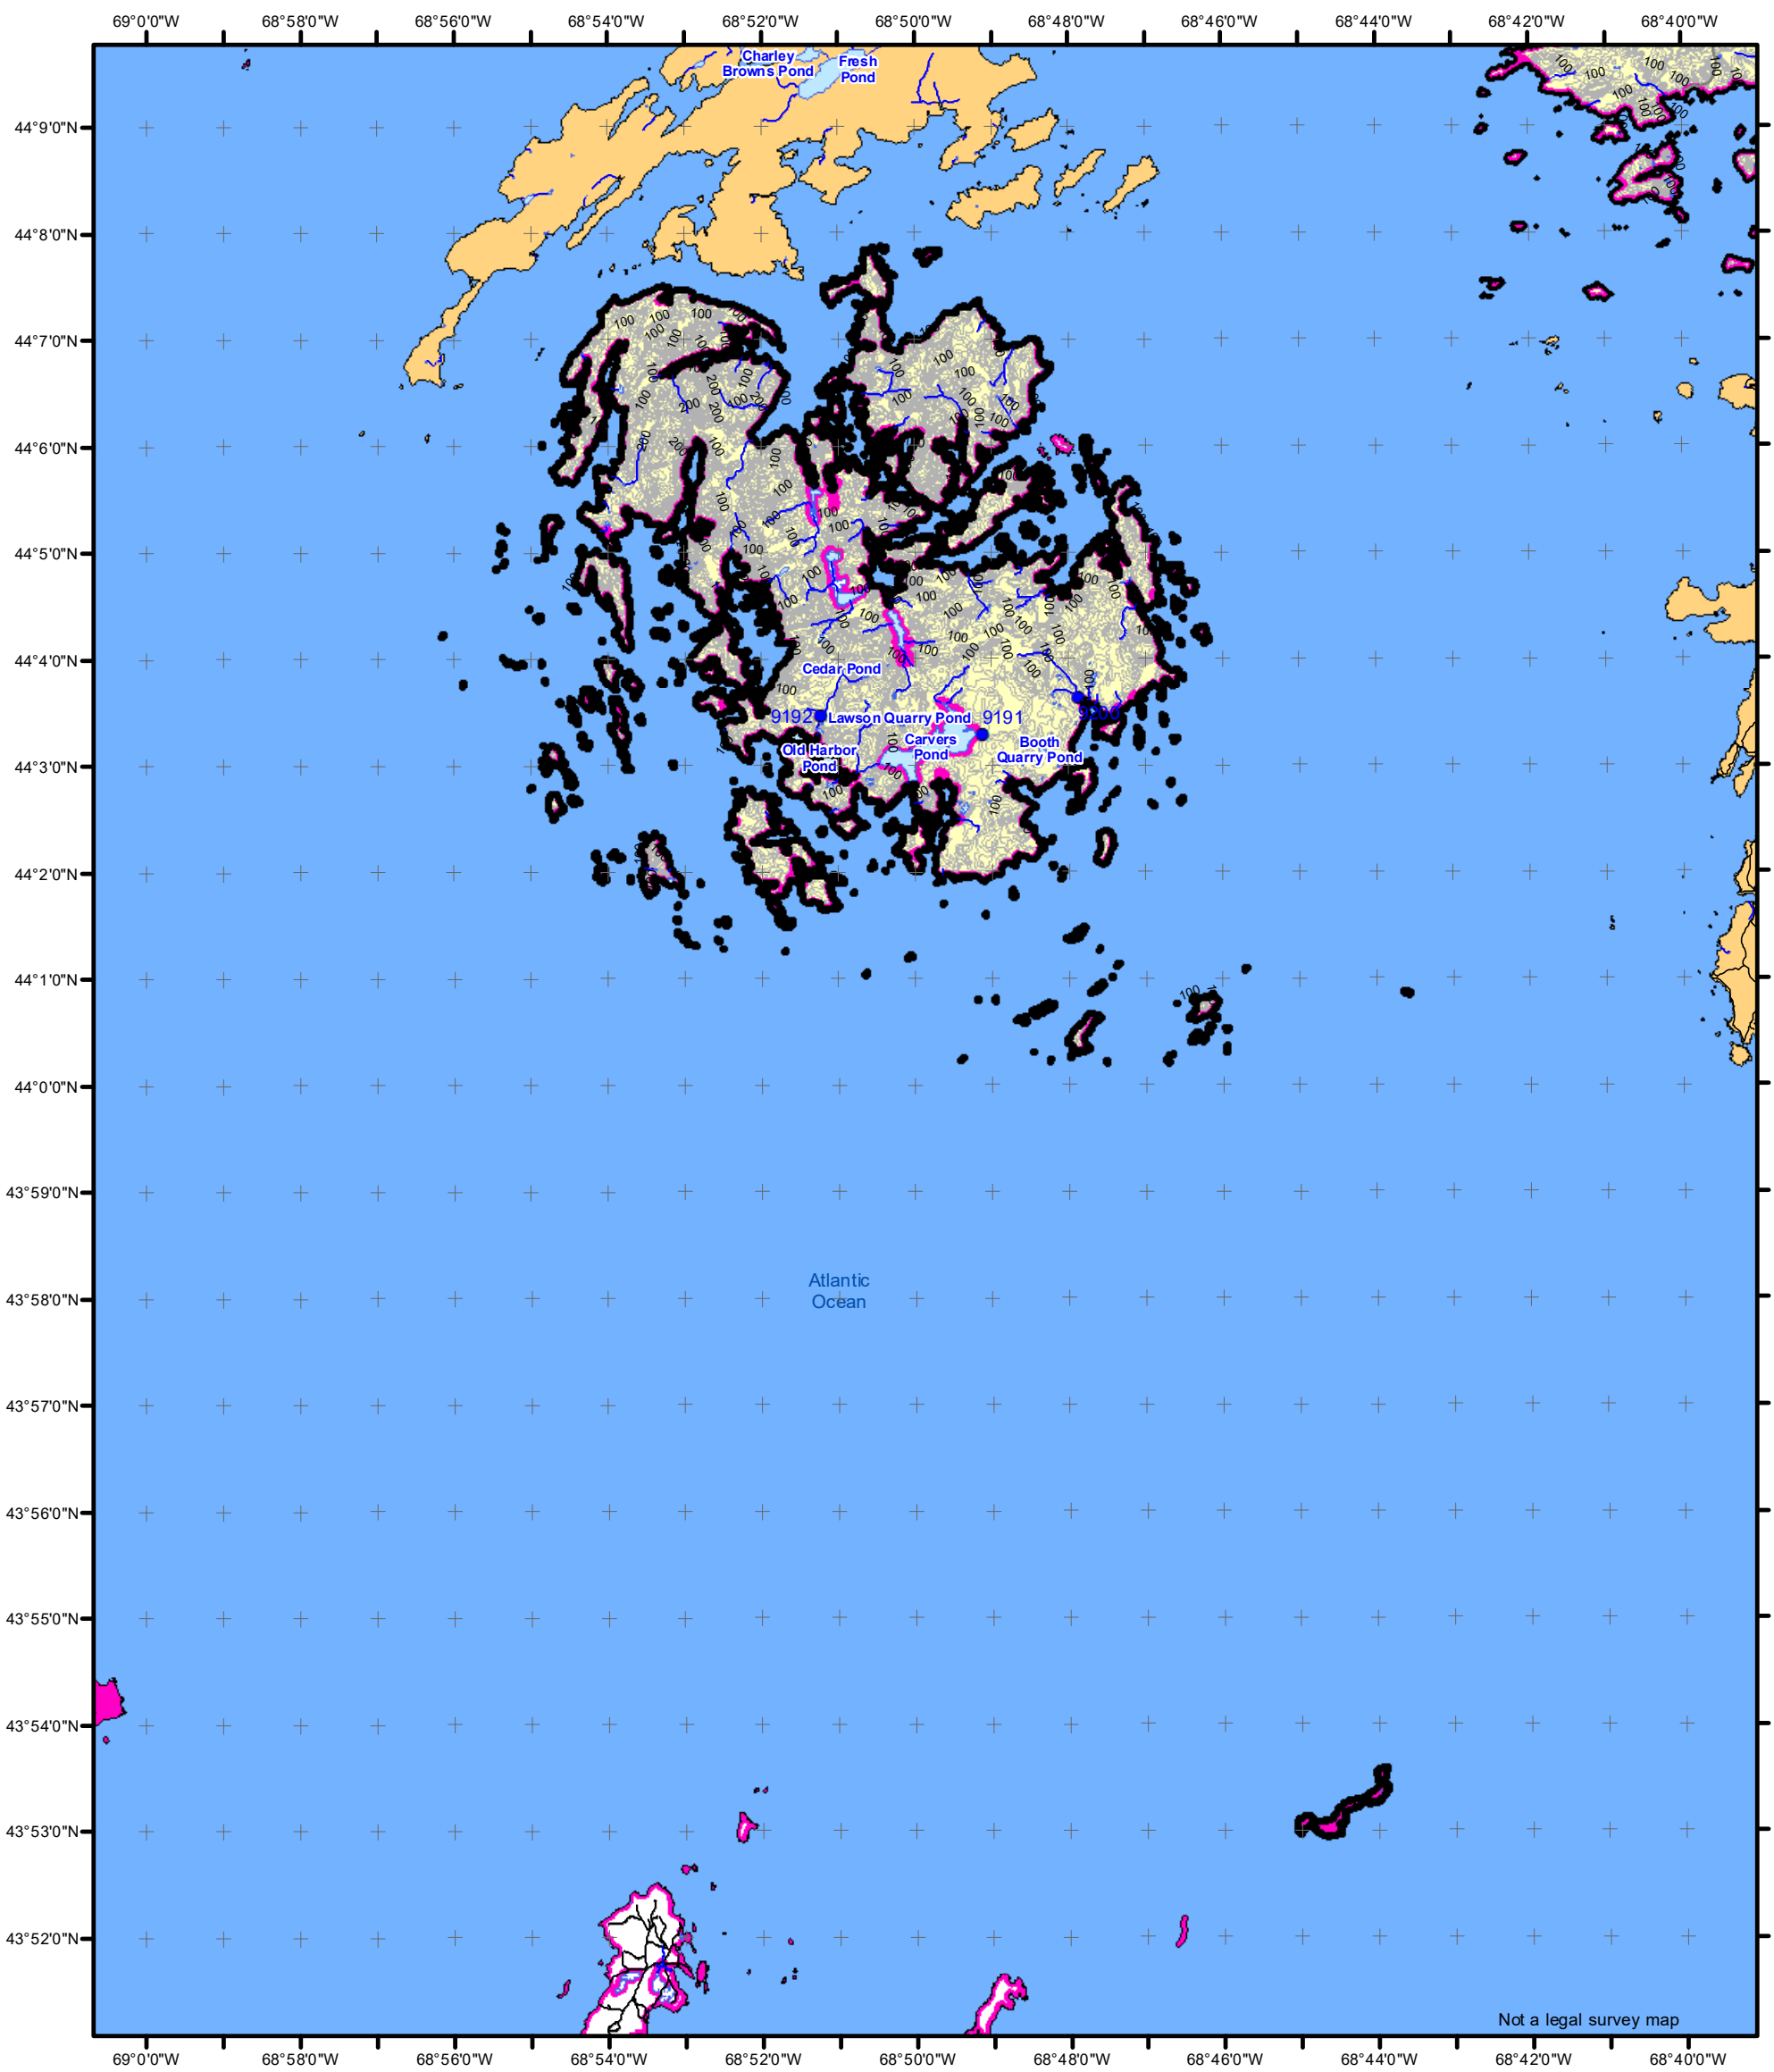 69°0'0"W 68°58'0"W 68°56'0"W 68°54'0"W 68°52'0"W 68°50'0"W 68°48'0"W 68°46'0"W 68°44'0"W 68°42'0"W 68°40'0"W
Charley
Browns Pond
Fresh
Pond
44°9'0"N
44°8'0"N
44°7'0"N
44°6'0"N
44°5'0"N
44°4'0"N
Cedar Pond
9192
Lawson Quarry Pond
9191
9200
Old Harbor
Pond
Carvers
Pond
Booth
Quarry Pond
44°3'0"N
44°2'0"N
44°1'0"N
44°0'0"N
43°59'0"N
Atlantic
Ocean
43°58'0"N
43°57'0"N
43°56'0"N
43°55'0"N
43°54'0"N
43°53'0"N
43°52'0"N
Not a legal survey map
69°0'0"W 68°58'0"W 68°56'0"W 68°54'0"W 68°52'0"W 68°50'0"W 68°48'0"W 68°46'0"W 68°44'0"W 68°42'0"W 68°40'0"W